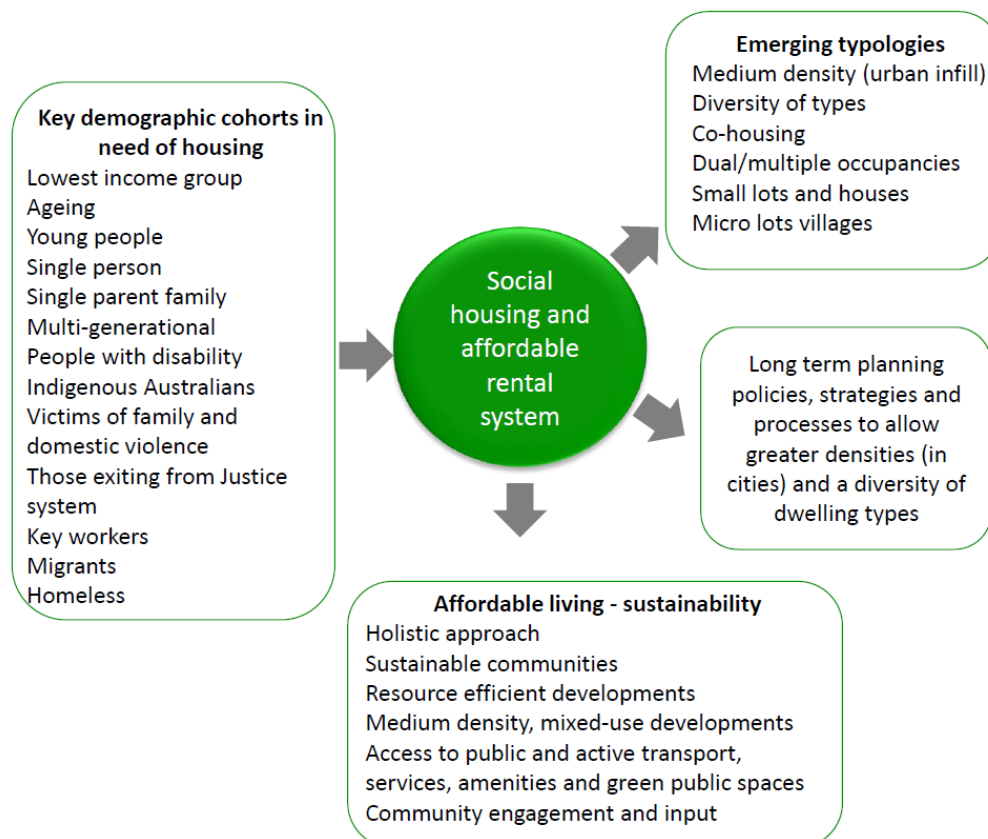 Key demographic cohorts in
need of housing
Lowest income group
Ageing
Young people
Single person
Single parent family
Multi-generational
People with disability
Indigenous Australians
Victims of family and
domestic violence
Those exiting from Justice
system
Key workers
Migrants
Homeless
Social
housing and
affordable
rental
system
Emerging typologies
Medium density (urban infill)
Diversity of types
Co-housing
Dual/multiple occupancies
Small lots and houses
Micro lots villages
Long term planning
policies, strategies and
processes to allow
greater densities (in
cities) and a diversity of
dwelling types
Affordable living - sustainability
Holistic approach
Sustainable communities
Resource efficient developments
Medium density, mixed-use developments
Access to public and active transport,
services, amenities and green public spaces
Community engagement and input